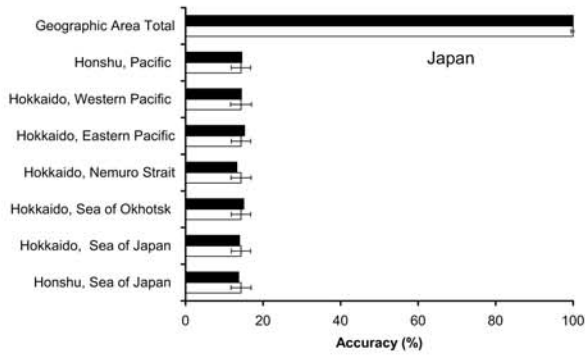 Geographic Area Total
Japan
Honshu, Pacific
Hokkaido, Western Pacific
Hokkaido, Eastern Pacific
Hokkaido, Nemuro Strait
Hokkaido, Sea of Okhotsk
Hokkaido, Sea of Japan
Honshu, Sea of Japan
0 20 40 60 80 100
Accuracy (%)